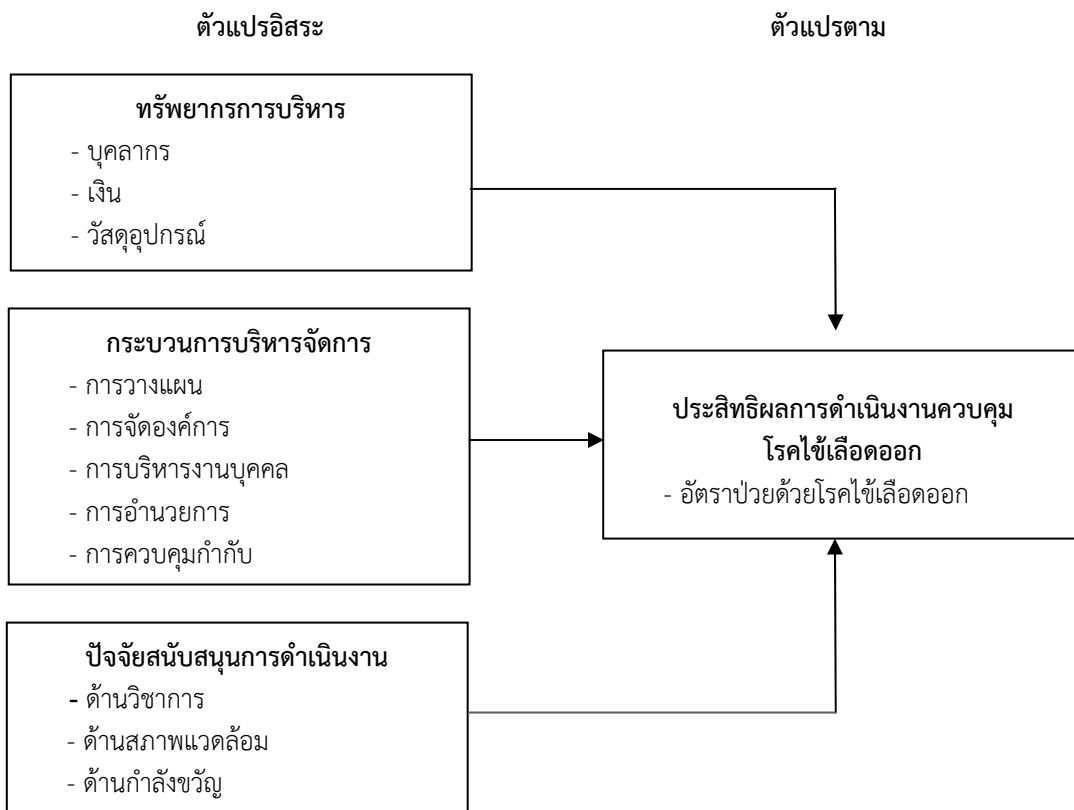 ตัวแปรอิสระ
ตัวแปรตาม
ทรัพยากรการบริหาร
- บุคลากร
- เงิน
- วัสดุอุปกรณ์
กระบวนการบริหารจัดการ
- การวางแผน
- การจัดองค์การ
- การบริหารงานบุคคล
- การอำนวยการ
- การควบคุมกำกับ
ปัจจัยสนับสนุนการดำเนินงาน
- ด้านวิชาการ
- ด้านสภาพแวดล้อม
- ด้านกำลังขวัญ
ประสิทธิผลการดำเนินงานควบคุม
โรคไข้เลือดออก
- อัตราป่วยด้วยโรคไข้เลือดออก